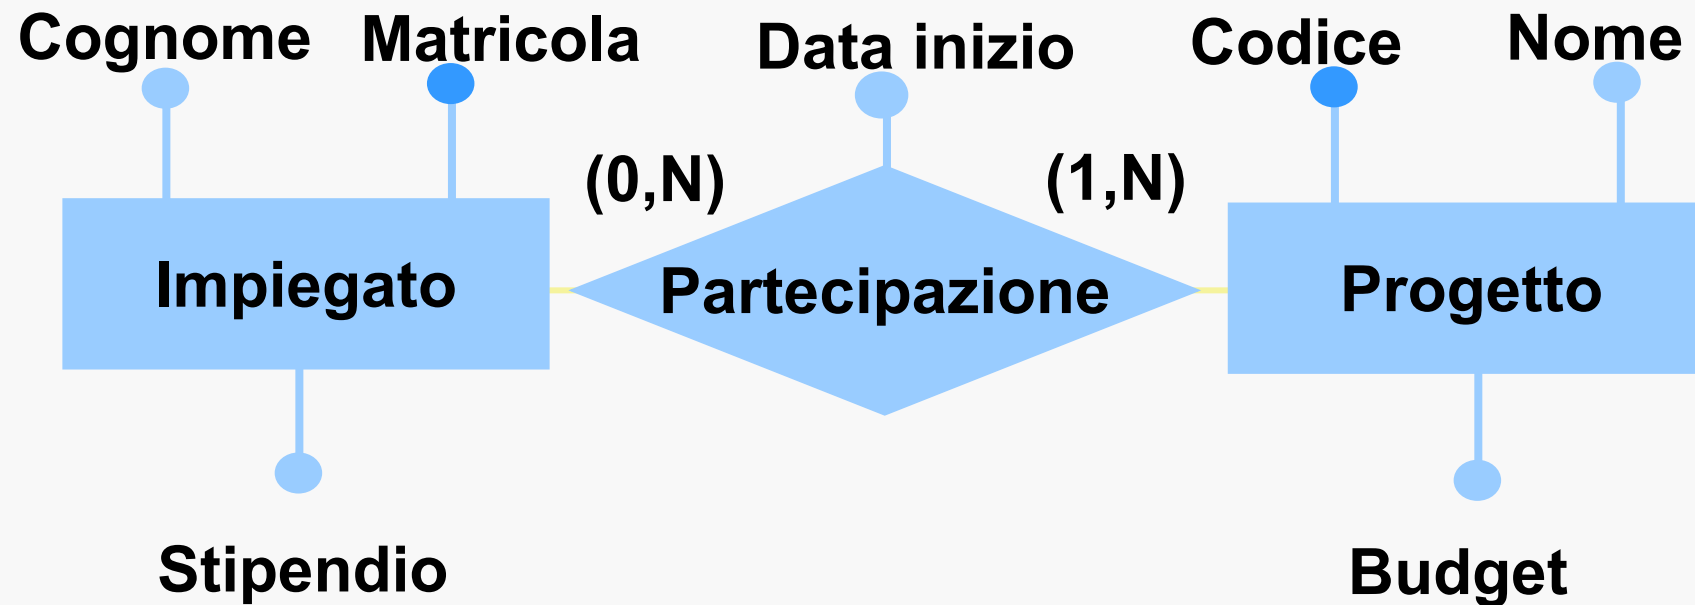 Cognome Matricola Data inizio Codice Nome
(0,N) (1,N)
Impiegato Partecipazione Progetto
Stipendio Budget